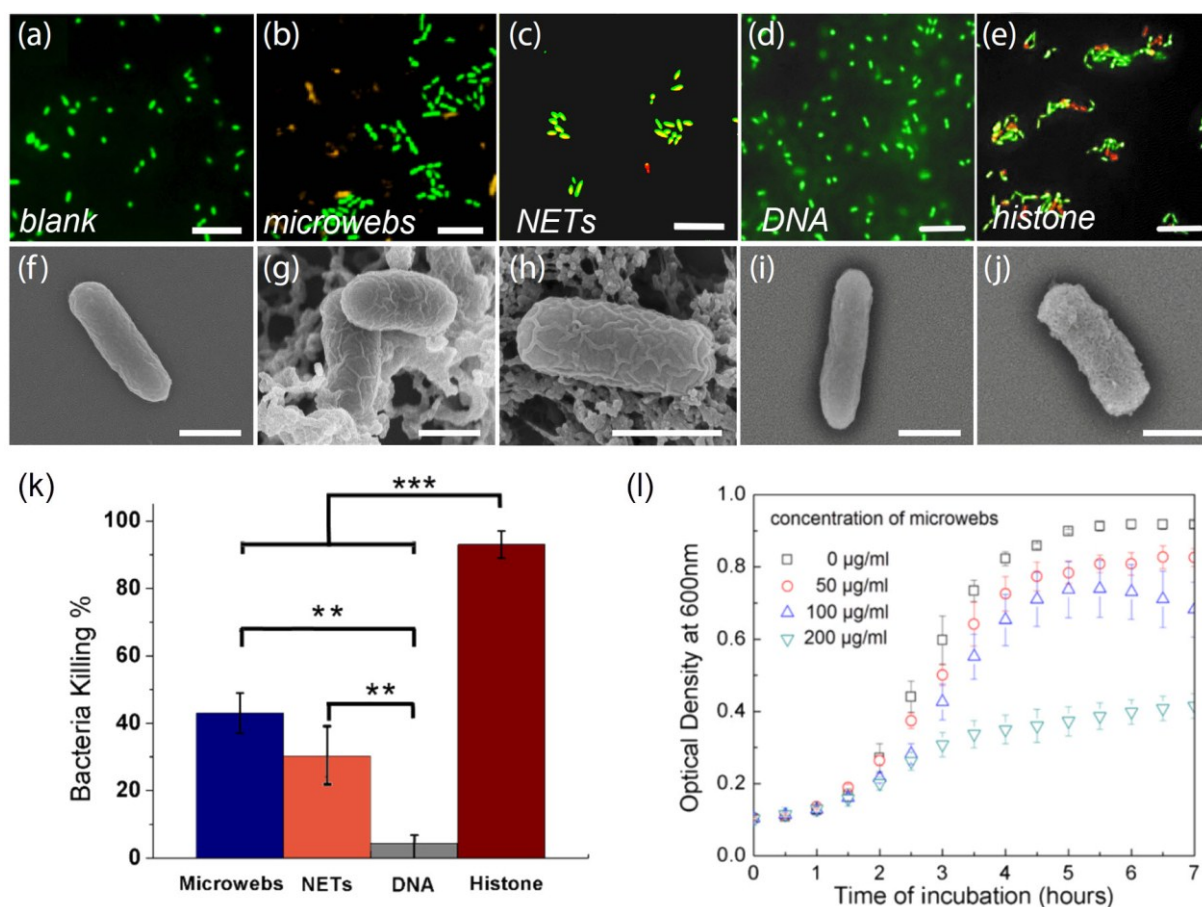 (a)
blank
(b)
microwebs
(c)
NETs
(d)
DNA
(e)
histone
(f)
(g)
(h)
(i)
(j)
(k)
***
**
**
100
80
60
40
20
0
Bacteria Killing %
Microwebs NETs DNA Histone
(l)
1.0
0.8
0.6
0.4
0.2
0.0
Optical Density at 600nm
concentration of microwebs
0 µg/ml
50 µg/ml
100 µg/ml
200 µg/ml
0 1 2 3 4 5 6 7
Time of incubation (hours)